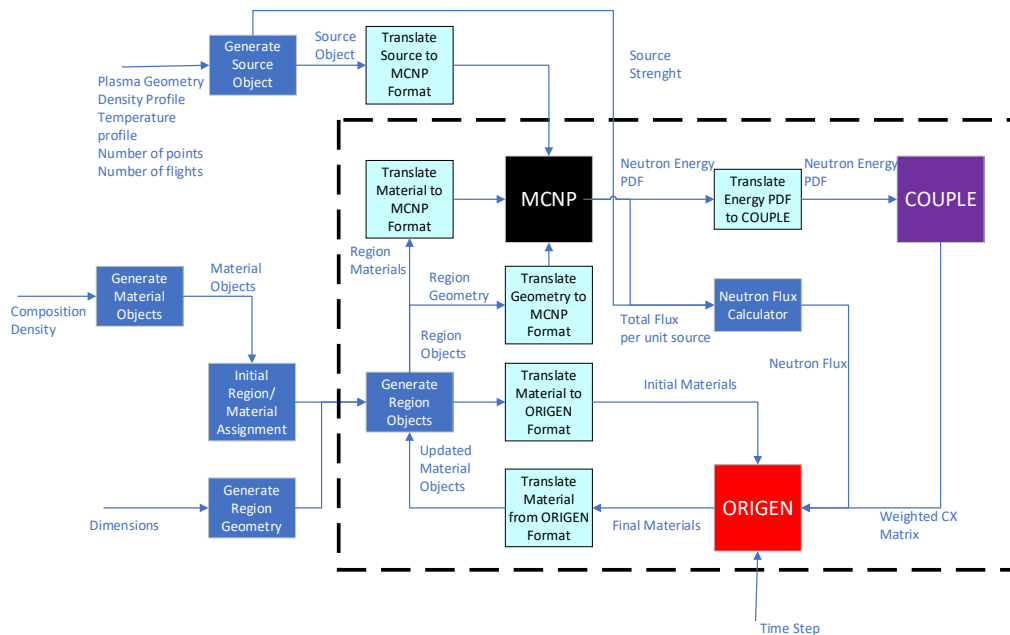 Generate
Source
Object
Source
Object
Translate
Source to
MCNP
Format
Source
Strenght
Plasma Geometry
Density Profile
Temperature
profile
Number of points
Number of flights
Translate
Material to
MCNP
Format
MCNP
Neutron Energy
PDF
Translate
Energy PDF
to COUPLE
Neutron Energy
PDF
COUPLE
Region
Materials
Generate
Material
Objects
Material
Objects
Composition
Density
Region
Geometry
Translate
Geometry to
MCNP
Format
Total Flux
per unit source
Neutron Flux
Calculator
Region
Objects
Neutron Flux
Initial
Region/
Material
Assignment
Generate
Region
Objects
Translate
Material to
ORIGEN
Format
Initial Materials
Updated
Material
Objects
Generate
Region
Geometry
Dimensions
Translate
Material
from ORIGEN
Format
Final Materials
ORIGEN
Weighted CX
Matrix
Time Step